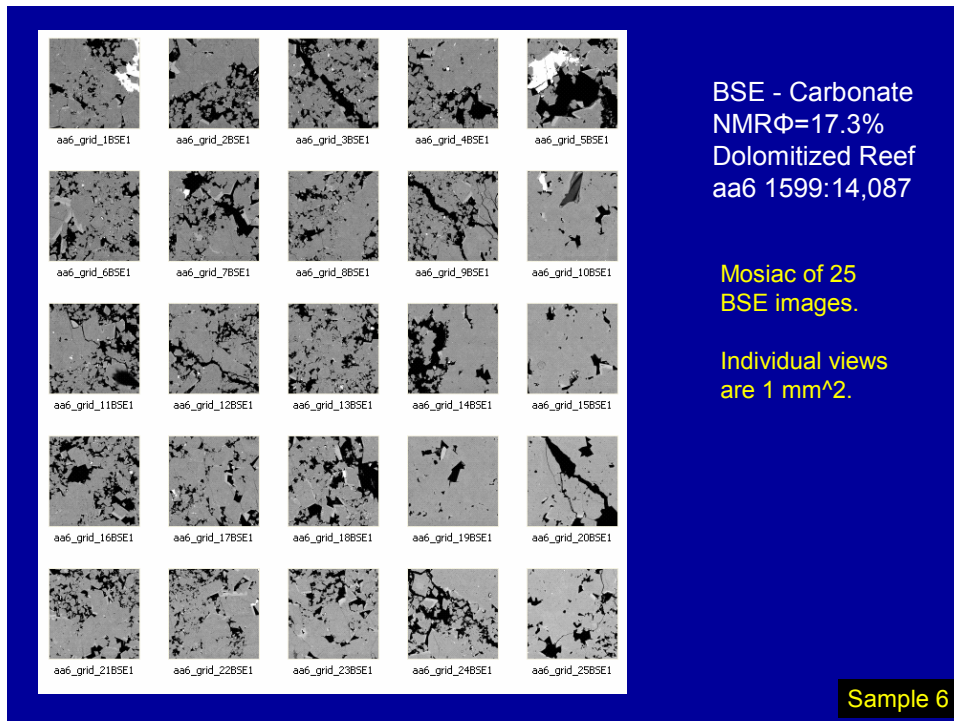 aa6_grid_1BSE1 aa6_grid_2BSE1 aa6_grid_3BSE1 aa6_grid_4BSE1 aa6_grid_5BSE1
aa6_grid_6BSE1 aa6_grid_7BSE1 aa6_grid_8BSE1 aa6_grid_9BSE1 aa6_grid_10BSE1
aa6_grid_11BSE1 aa6_grid_12BSE1 aa6_grid_13BSE1 aa6_grid_14BSE1 aa6_grid_15BSE1
aa6_grid_16BSE1 aa6_grid_17BSE1 aa6_grid_18BSE1 aa6_grid_19BSE1 aa6_grid_20BSE1
aa6_grid_21BSE1 aa6_grid_22BSE1 aa6_grid_23BSE1 aa6_grid_24BSE1 aa6_grid_25BSE1
BSE - Carbonate
NMRΦ=17.3%
Dolomitized Reef
aa6 1599:14,087
Mosiac of 25
BSE images.
Individual views
are 1 mm^2.
Sample 6